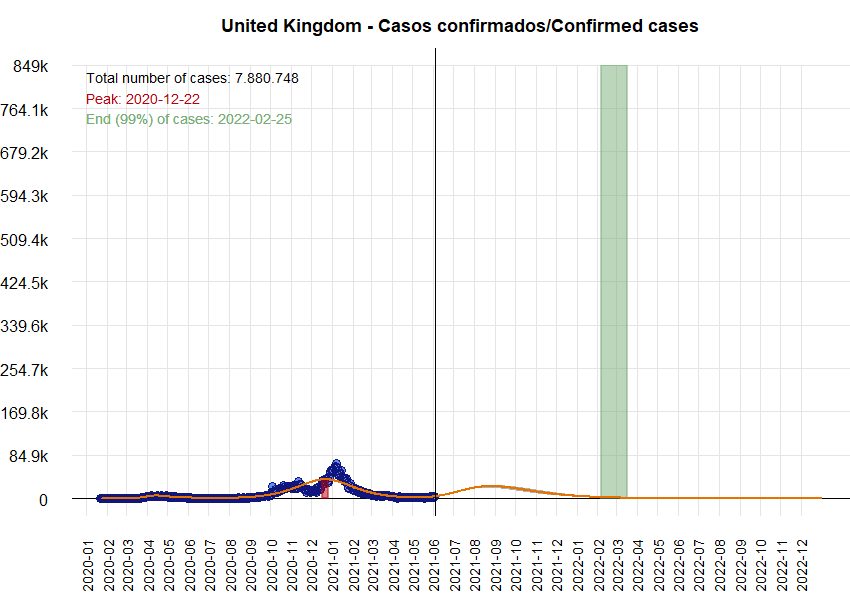 United Kingdom - Casos confirmados/Confirmed cases
849k
Total number of cases: 7.880.748
Peak: 2020-12-22
764.1k
End (99%) of cases: 2022-02-25
679.2k
594.3k
509.4k
424.5k
339.6k
254.7k
169.8k
84.9k
0
2020-01
2020-02
2020-03
2020-04
2020-05
2020-06
2020-07
2020-08
2020-09
2020-10
2020-11
2020-12
2021-01
2021-02
2021-03
2021-04
2021-05
2021-06
2021-07
2021-08
2021-09
2021-10
2021-11
2021-12
2022-01
2022-02
2022-03
2022-04
2022-05
2022-06
2022-07
2022-08
2022-09
2022-10
2022-11
2022-12